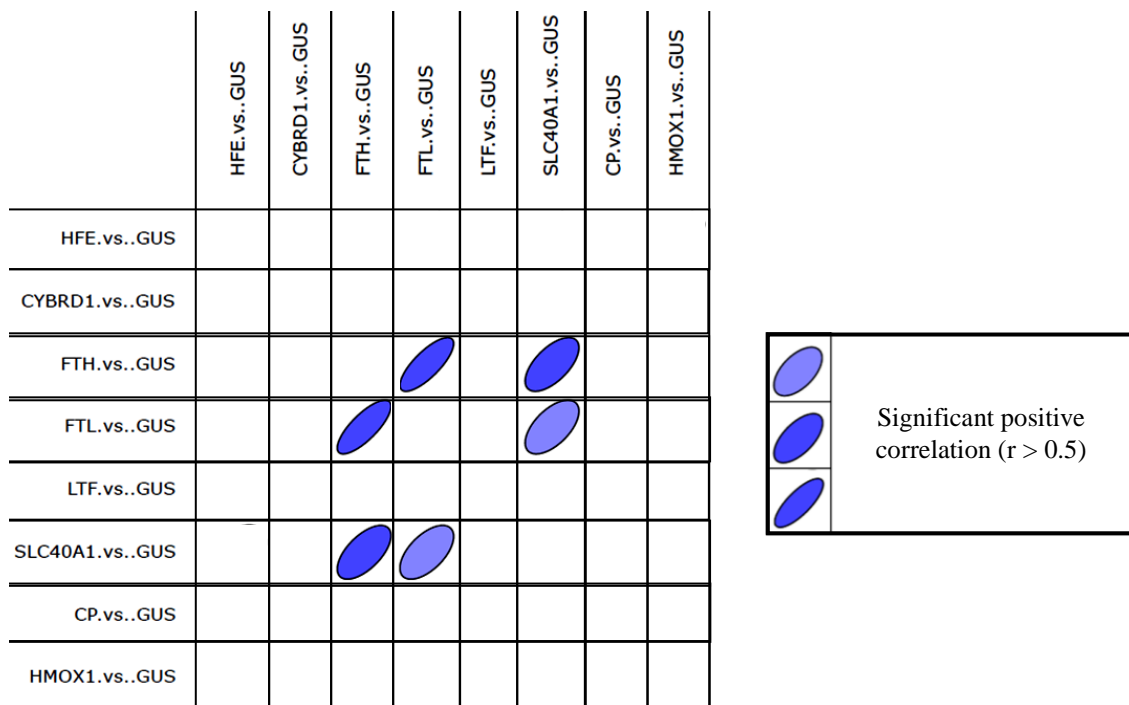 HFE.vs..GUS
CYBRD1.vs..GUS
FTH.vs..GUS
FTL.vs..GUS
LTF.vs..GUS
SLC40A1.vs..GUS
CP.vs..GUS
HMOX1.vs..GUS
HFE.vs..GUS
CYBRD1.vs..GUS
FTH.vs..GUS
FTL.vs..GUS
LTF.vs..GUS
SLC40A1.vs..GUS
CP.vs..GUS
HMOX1.vs..GUS
Significant positive
correlation (r > 0.5)